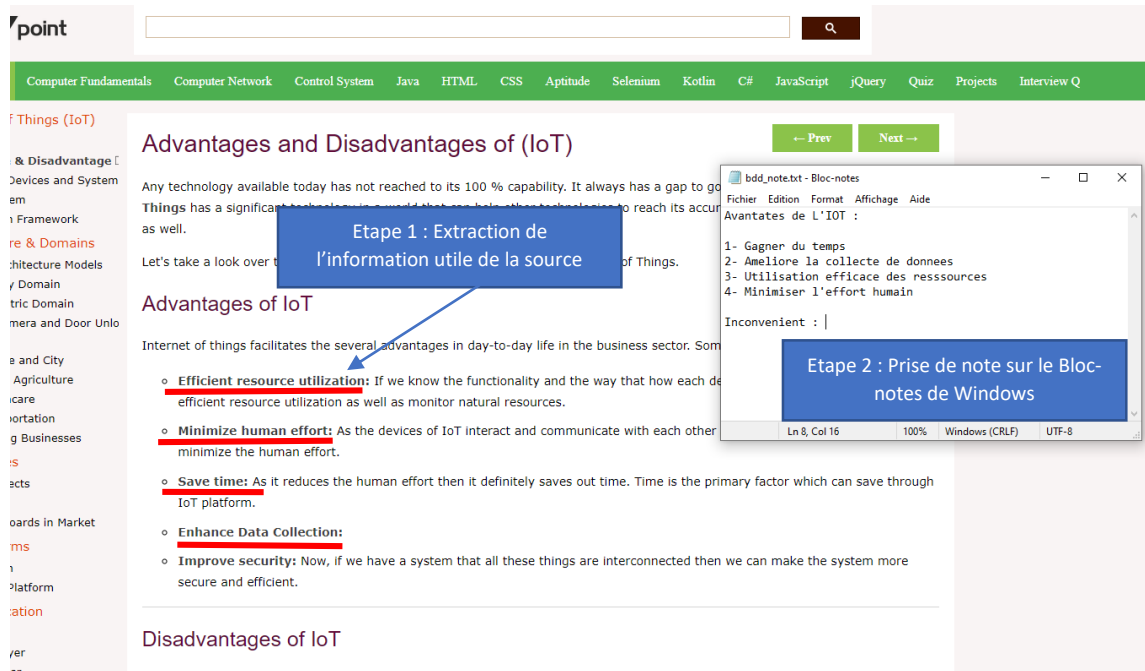 point
Computer Fundamentals Computer Network Control System Java HTML CSS Aptitude Selenium Kotlin C# JavaScript jQuery Quiz Projects Interview Q
f Things (IoT)
& Disadvantage
Devices and System
em
n Framework
re & Domains
chitecture Models
y Domain
tric Domain
mera and Door Unlo
e and City
Agriculture
care
portation
g Businesses
es
ects
oards in Market
rms
n
Platform
cation
yer
Advantages and Disadvantages of (IoT)
← Prev Next →
Any technology available today has not reached to its 100 % capability. It always has a gap to go
Things has a significant technology in a world that can help other technologies to reach its accur
as well.
Let's take a look over t of Things.
Etape 1 : Extraction de
l'information utile de la source
Advantages of IoT
Internet of things facilitates the several advantages in day-to-day life in the business sector. Som
Efficient resource utilization: If we know the functionality and the way that how each de
efficient resource utilization as well as monitor natural resources.
Minimize human effort: As the devices of IoT interact and communicate with each other
minimize the human effort.
Save time: As it reduces the human effort then it definitely saves out time. Time is the primary factor which can save through
IoT platform.
Enhance Data Collection:
Improve security: Now, if we have a system that all these things are interconnected then we can make the system more
secure and efficient.
Disadvantages of IoT
bdd_note.txt - Bloc-notes
Fichier Edition Format Affichage Aide
Avantates de L'IOT :
1- Gagner du temps
2- Ameliore la collecte de donnees
3- Utilisation efficace des resssources
4- Minimiser l'effort humain
Inconvenient :
Etape 2 : Prise de note sur le Bloc-
notes de Windows
Ln 8, Col 16 100% Windows (CRLF) UTF-8